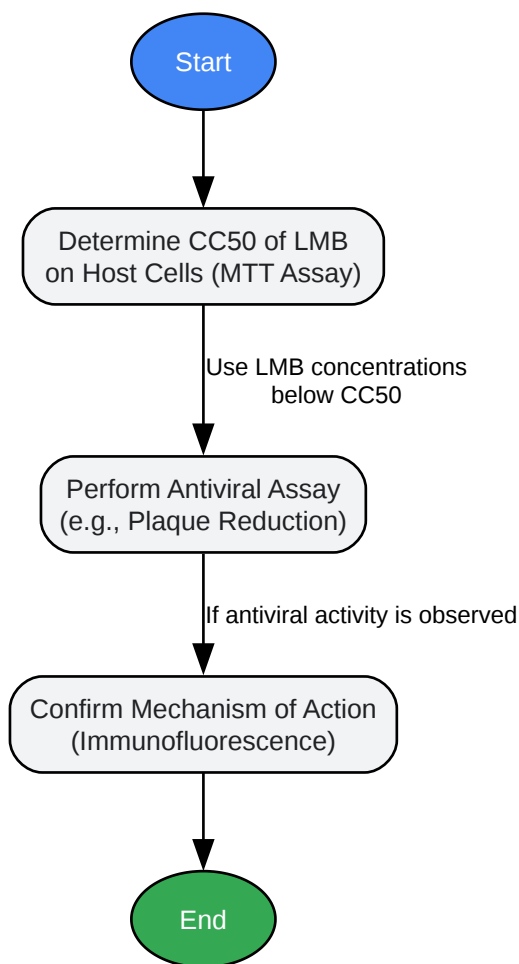 Start
Determine CC50 of LMB
on Host Cells (MTT Assay)
Use LMB concentrations
below CC50
Perform Antiviral Assay
(e.g., Plaque Reduction)
If antiviral activity is observed
Confirm Mechanism of Action
(Immunofluorescence)
End